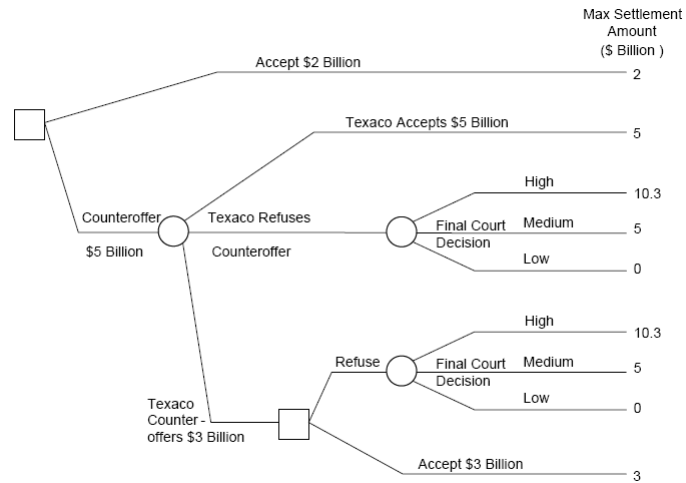 Max Settlement
Amount
($ Billion )
Accept $2 Billion
2
Texaco Accepts $5 Billion
5
High
10.3
Counteroffer
Texaco Refuses
Final Court
Medium
5
$5 Billion
Counteroffer
Decision
Low
0
High
10.3
Refuse
Final Court
Medium
5
Decision
Low
0
Texaco
Counter -
offers $3 Billion
Accept $3 Billion
3